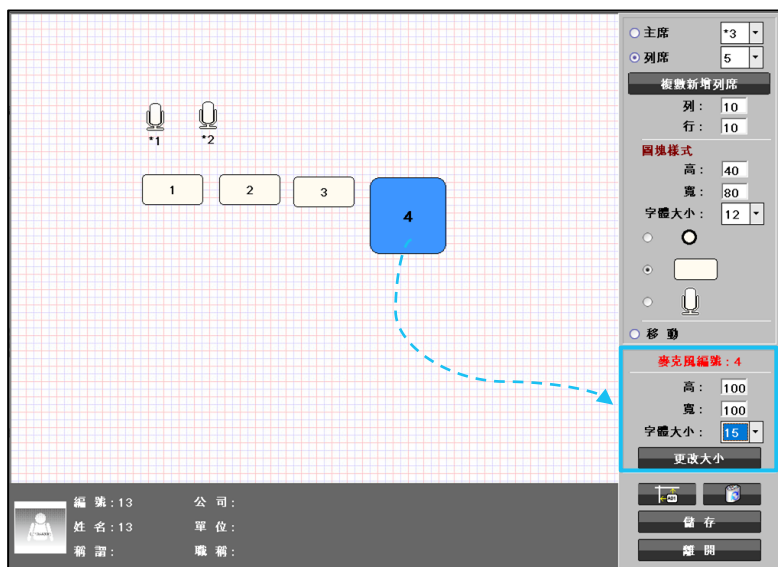 *1 *2
1 2 3 4
主席 *3
列席 5
複數新增列席
列: 10
行: 10
圖塊樣式
高: 40
寬: 80
字體大小: 12
移 動
麥克風編號:4
高: 100
寬: 100
字體大小: 15
更改大小
儲 存
離 開
編 號:13 公 司:
姓 名:13 單 位:
稱 謂: 職 稱: